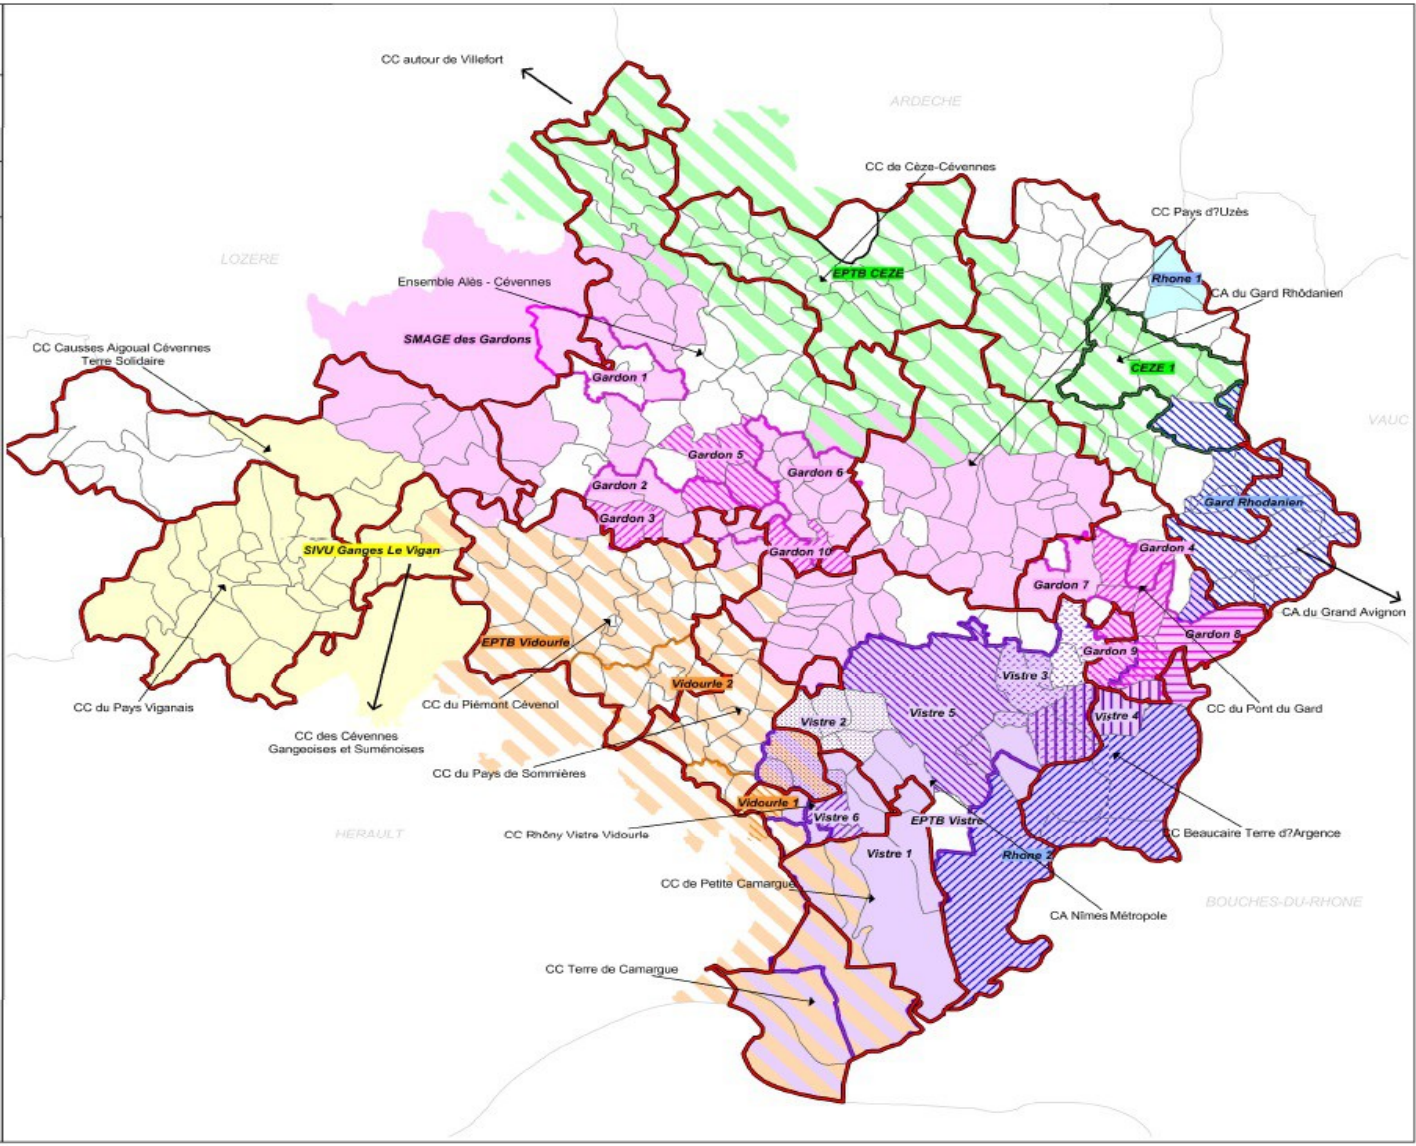 CC autour de Villefort
ARDECHE
CC de Cèze-Cévennes
CC Pays d?Uzès
LOZERE
EPTB CEZE
Rhone 1
Ensemble Alès - Cévennes
CA du Gard Rhôdanien
SMAGE des Gardons
CC Causses Aigoual Cévennes
Terre Solidaire
CEZE 1
Gardon 1
VAUC
Gardon 5
Gardon 6
Gardon 2
Gard Rhodanien
Gardon 3
SIVU Ganges Le Vigan
Gardon 10
Gardon 4
Gardon 7
CA du Grand Avignon
EPTB Vidourle
Gardon 8
Gardon 9
Vidourle 2
Vistre 3
CC du Pays Viganais
CC du Piémont Cévenol
CC du Pont du Gard
Vistre 2
Vistre 5
Vistre 4
CC des Cévennes
Gangeoises et Suménoises
CC du Pays de Sommières
Vidourle 1
Vistre 6
EPTB Vistre
HERAULT
CC Rhôny Vistre Vidourle
CC Beaucaire Terre d?Argence
Vistre 1
Rhone 2
CC de Petite Camargue
BOUCHES-DU-RHONE
CA Nîmes Métropole
CC Terre de Camargue